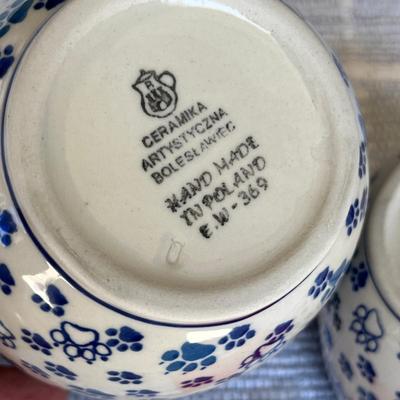 CERAMIKA
ARTYSTYCZNA
BOLESŁAWIEC
HAND MADE
IN POLAND
E.W-369